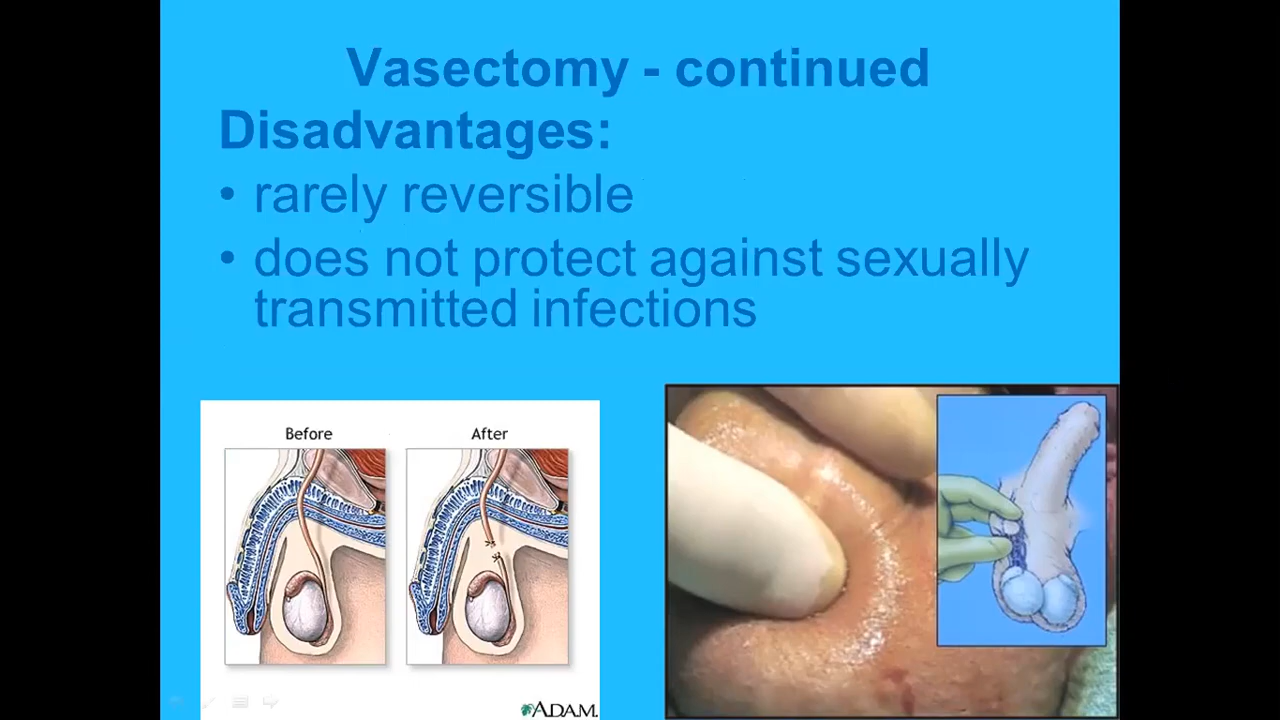 Vasectomy - continued
Disadvantages:
• rarely reversible
• does not protect against sexually
transmitted infections
Before
After
ADAM.